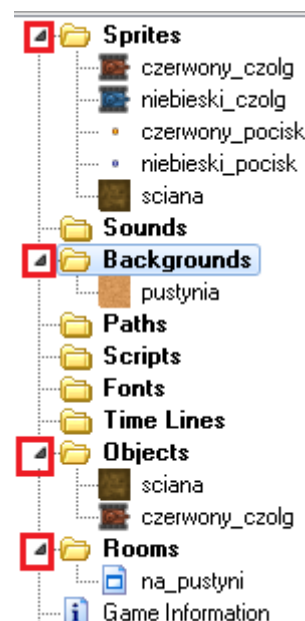 Sprites
czerwony_czolg
niebieski_czolg
czerwony_pocisk
niebieski_pocisk
sciana
Sounds
Backgrounds
pustynia
Paths
Scripts
Fonts
Time Lines
Objects
sciana
czerwony_czolg
Rooms
na_pustyni
Game Information